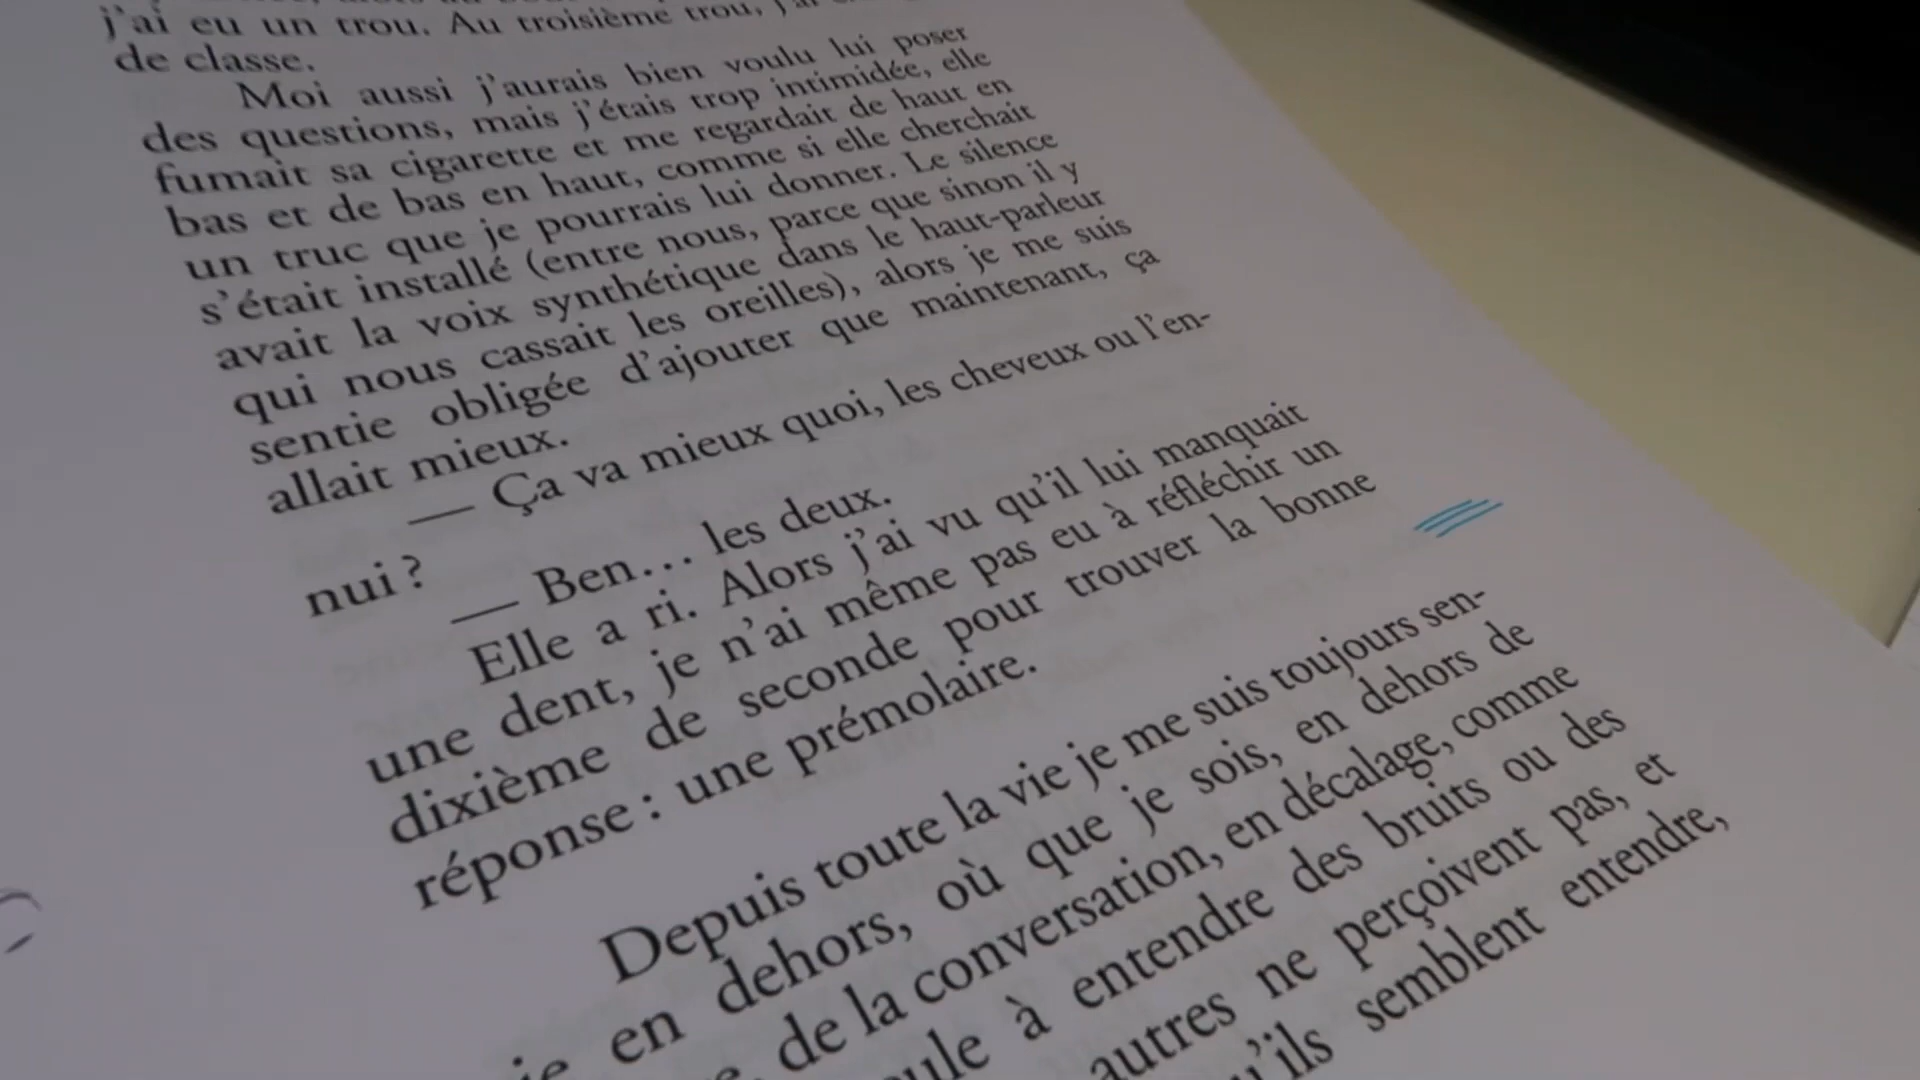 j'ai eu un trou. Au troisième trou, j'ai
de classe.
Moi aussi j'aurais bien voulu lui poser
des questions, mais j'étais trop intimidée, elle
fumait sa cigarette et me regardait de haut en
bas et de bas en haut, comme si elle cherchait
un truc que je pourrais lui donner. Le silence
s'était installé (entre nous, parce que sinon il y
avait la voix synthétique dans le haut-parleur
qui nous cassait les oreilles), alors je me suis
sentie obligée d'ajouter que maintenant, ça
allait mieux.
— Ça va mieux quoi, les cheveux ou l'en-
nui ?
— Ben… les deux.
Elle a ri. Alors j'ai vu qu'il lui manquait
une dent, je n'ai même pas eu à réfléchir un
dixième de seconde pour trouver la bonne
réponse : une prémolaire.
Depuis toute la vie je me suis toujours sen-
en dehors, où que je sois, en dehors de
de la conversation, en décalage, comme
à entendre des bruits ou des
autres ne perçoivent pas, et
qu'ils semblent entendre,